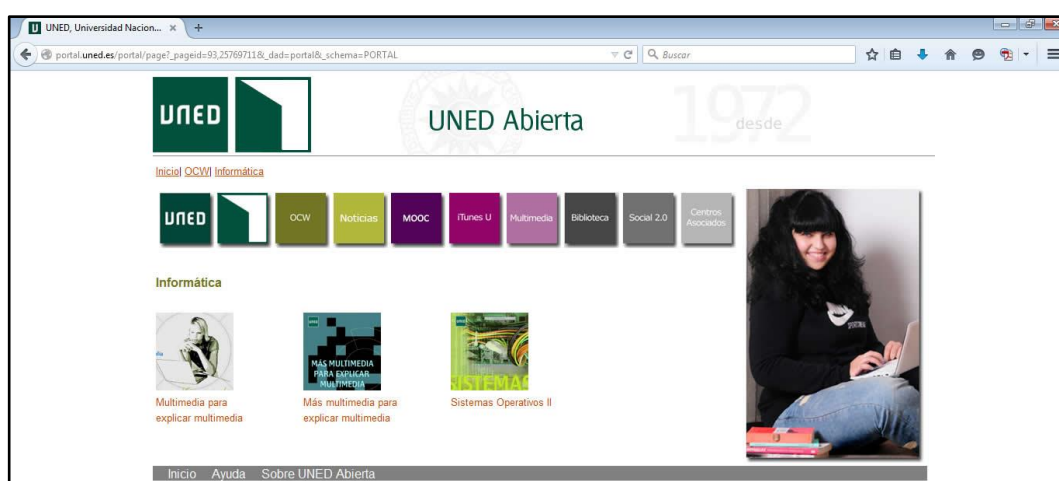 UNED, Universidad Nacion... × +
portal.uned.es/portal/page?_pageid=93,25769711&_dad=portal&_schema=PORTAL
Buscar
UNED
UNED Abierta
1972
desde
Inicio| OCW| Informática
UNED
OCW
Noticias
MOOC
iTunes U
Multimedia
Biblioteca
Social 2.0
Centros
Asociados
Informática
MÁS MULTIMEDIA
PARA EXPLICAR
MULTIMEDIA
SISTEMAS
Multimedia para
explicar multimedia
Más multimedia para
explicar multimedia
Sistemas Operativos II
Inicio Ayuda Sobre UNED Abierta